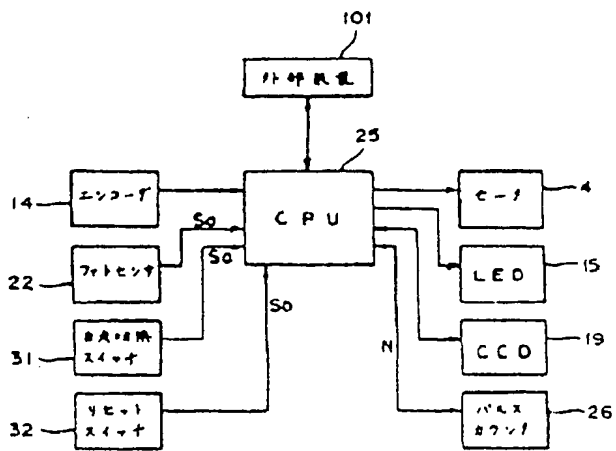 101
外部装置
25
CPU
14
エンコーダ
So
22
フォトセンサ
So
31
スイッチ
So
32
リセット
スイッチ
モータ
4
LED
15
CCD
19
N
パルス
カウンタ
26